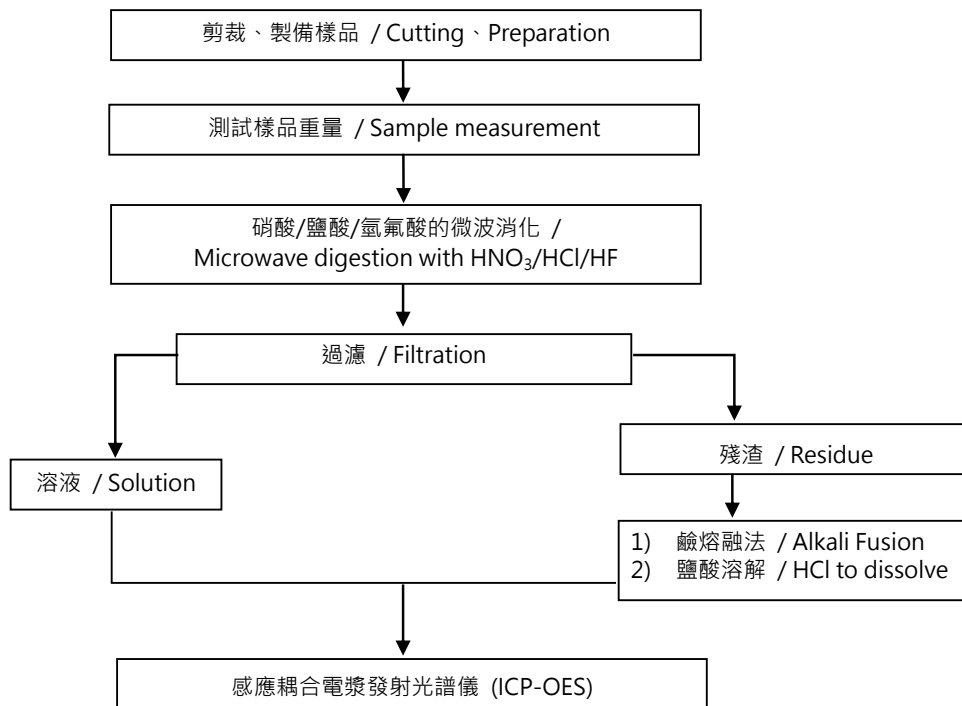 剪裁、製備樣品 / Cutting、Preparation
測試樣品重量 / Sample measurement
硝酸/鹽酸/氫氟酸的微波消化 /
Microwave digestion with HNO₃/HCl/HF
過濾 / Filtration
溶液 / Solution
殘渣 / Residue
1) 鹼熔融法 / Alkali Fusion
2) 鹽酸溶解 / HCl to dissolve
感應耦合電漿發射光譜儀 (ICP-OES)